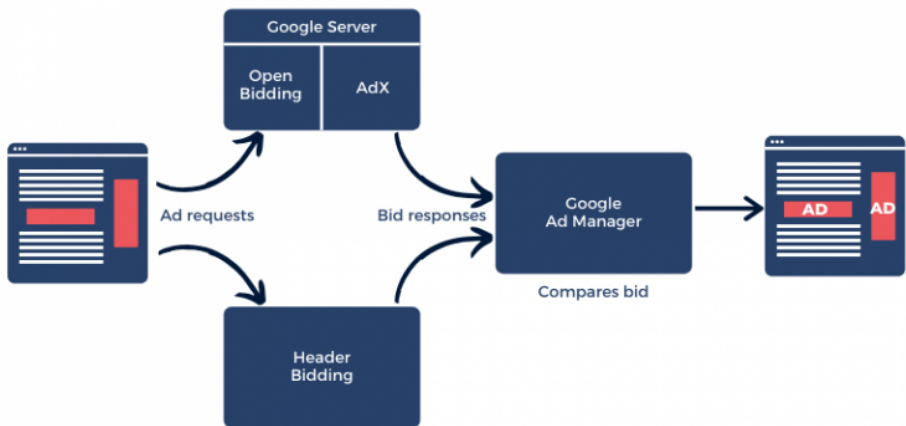 Google Server
Open
Bidding
AdX
Ad requests
Bid responses
Google
Ad Manager
Compares bid
Header
Bidding
AD
AD